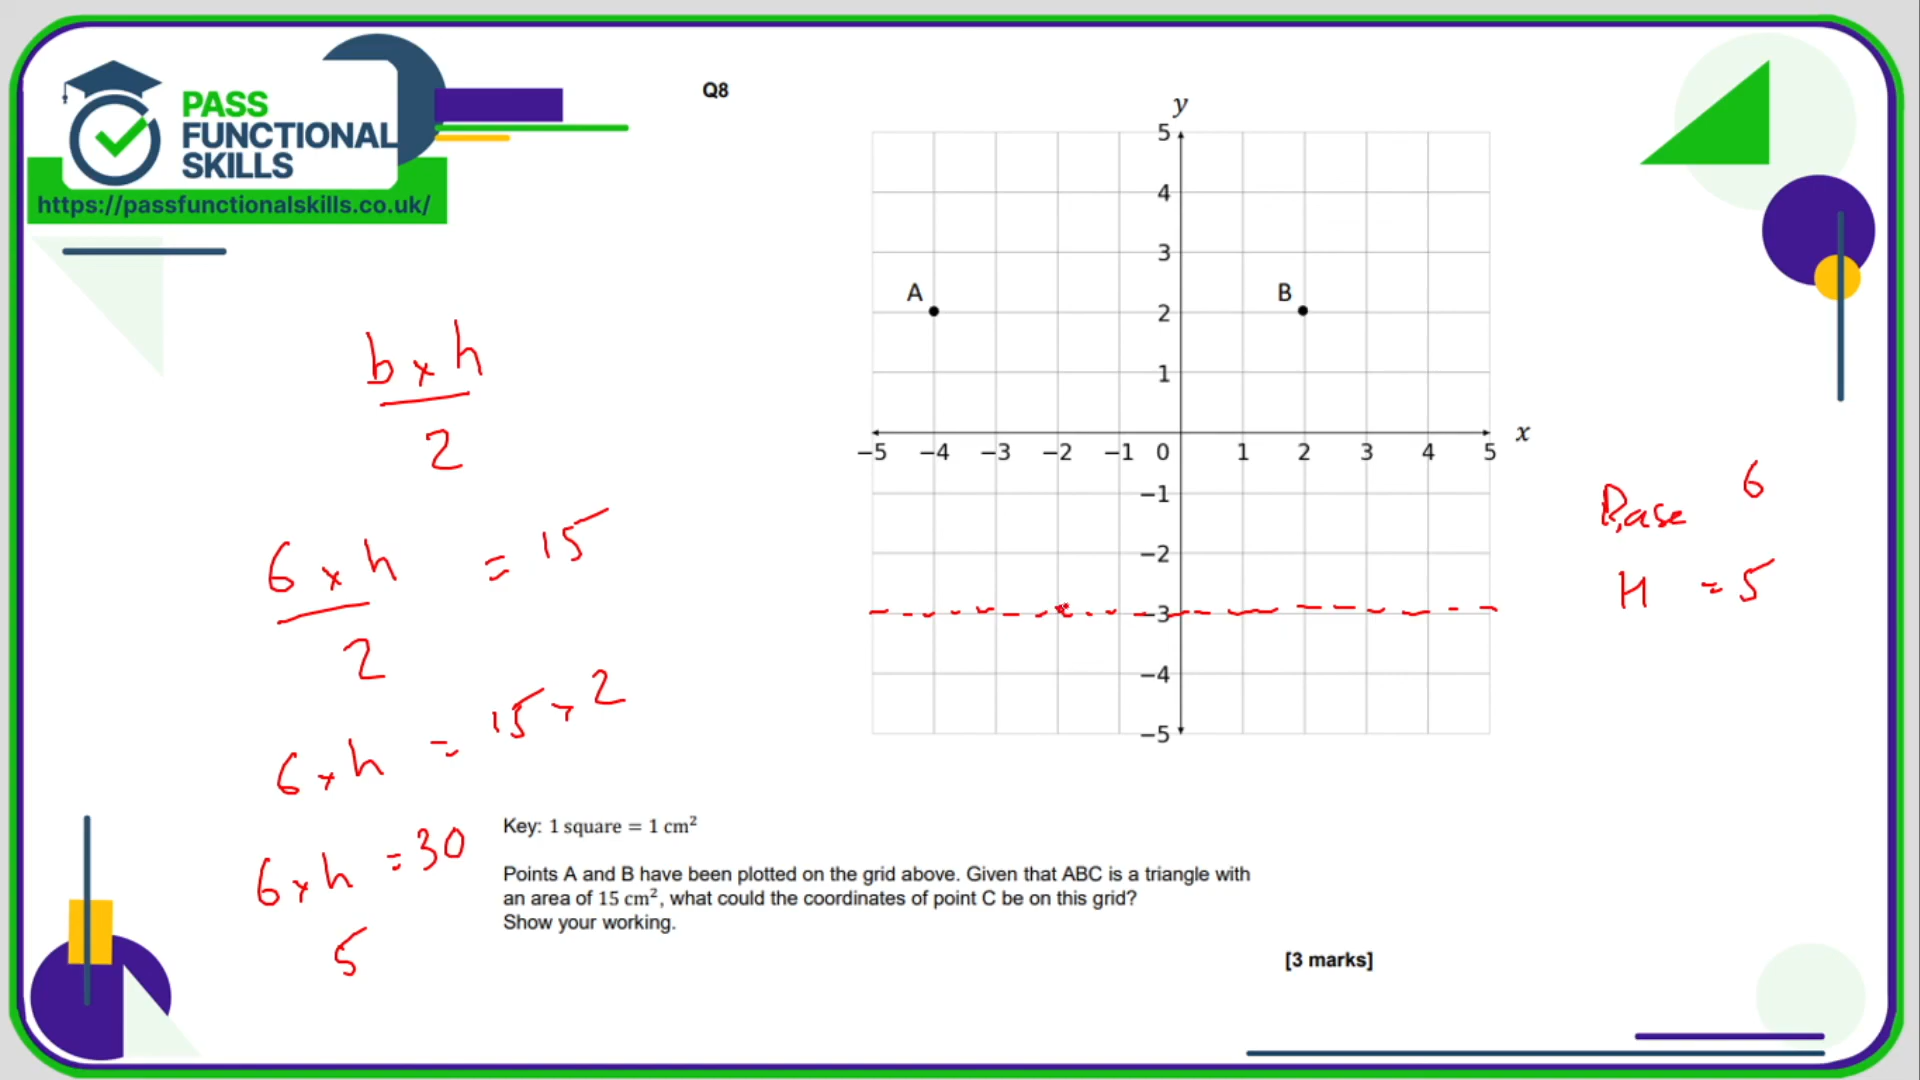 PASS
FUNCTIONAL
SKILLS
https://passfunctionalskills.co.uk/
Q8
y
5
4
3
A B
2
1
x
−5 −4 −3 −2 −1 0 1 2 3 4 5
−1
−2
−3
−4
−5
b × h
2
6 × h = 15
2
6 × h = 15 × 2
6 × h = 30
5
Base 6
H = 5
Key: 1 square = 1 cm²
Points A and B have been plotted on the grid above. Given that ABC is a triangle with
an area of 15 cm², what could the coordinates of point C be on this grid?
Show your working.
[3 marks]